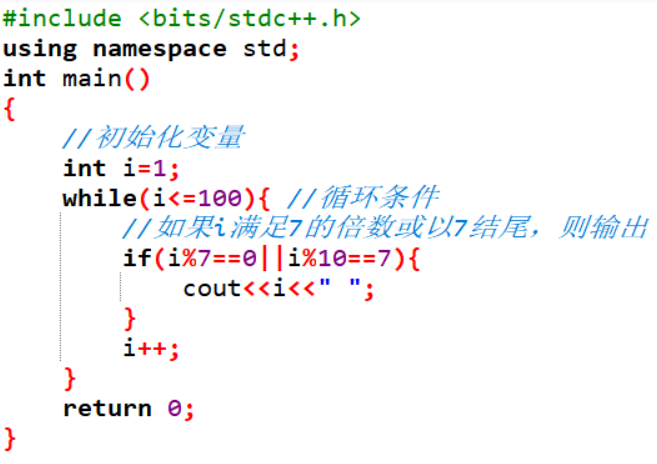 #include <bits/stdc++.h>
using namespace std;
int main()
{
    //初始化变量
    int i=1;
    while(i<=100){ //循环条件
        //如果i满足7的倍数或以7结尾，则输出
        if(i%7==0||i%10==7){
            cout<<i<<" ";
        }
        i++;
    }
    return 0;
}